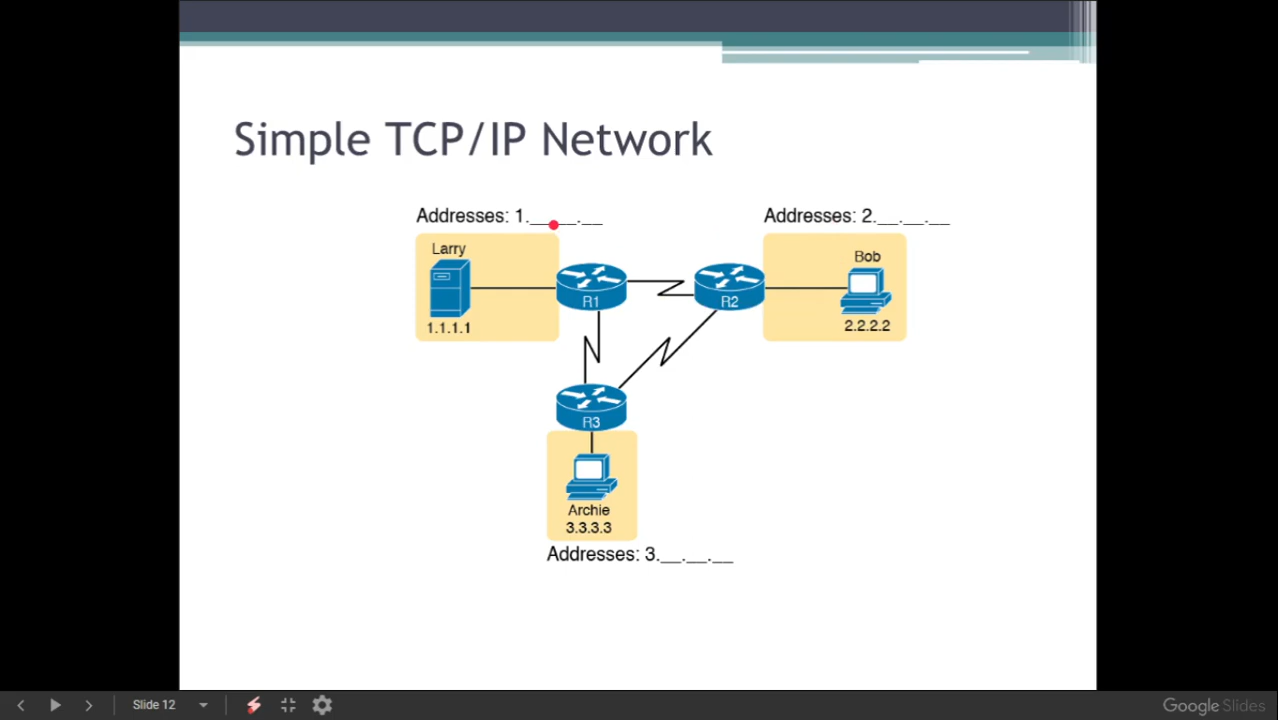 Simple TCP/IP Network
Addresses: 1.__.__.__
Addresses: 2.__.__.__
Larry
Bob
R1
R2
1.1.1.1
2.2.2.2
R3
Archie
3.3.3.3
Addresses: 3.__.__.__
Slide 12
Google Slides